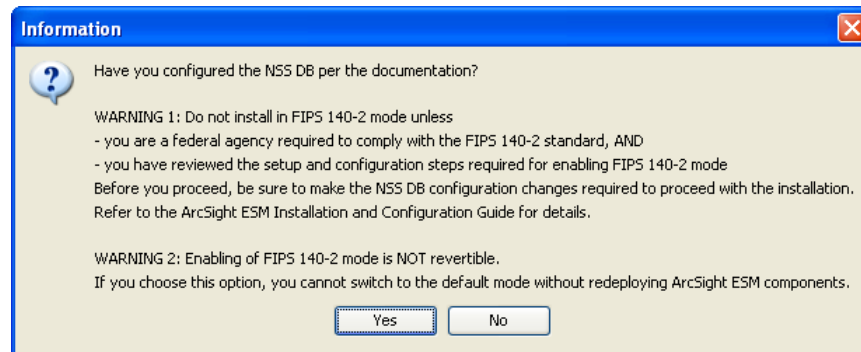 Information
Have you configured the NSS DB per the documentation?
WARNING 1: Do not install in FIPS 140-2 mode unless
- you are a federal agency required to comply with the FIPS 140-2 standard, AND
- you have reviewed the setup and configuration steps required for enabling FIPS 140-2 mode
Before you proceed, be sure to make the NSS DB configuration changes required to proceed with the installation.
Refer to the ArcSight ESM Installation and Configuration Guide for details.
WARNING 2: Enabling of FIPS 140-2 mode is NOT revertible.
If you choose this option, you cannot switch to the default mode without redeploying ArcSight ESM components.
Yes No